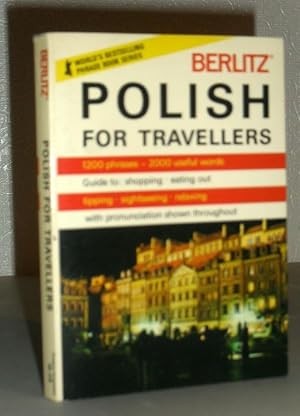 WORLD'S BESTSELLING
PHRASE BOOK SERIES
BERLITZ
POLISH
FOR TRAVELLERS
1200 phrases - 2000 useful words
Guide to: shopping eating out
tipping sightseeing relaxing
with pronunciation shown throughout
BERLITZ
POLISH FOR TRAVELLERS